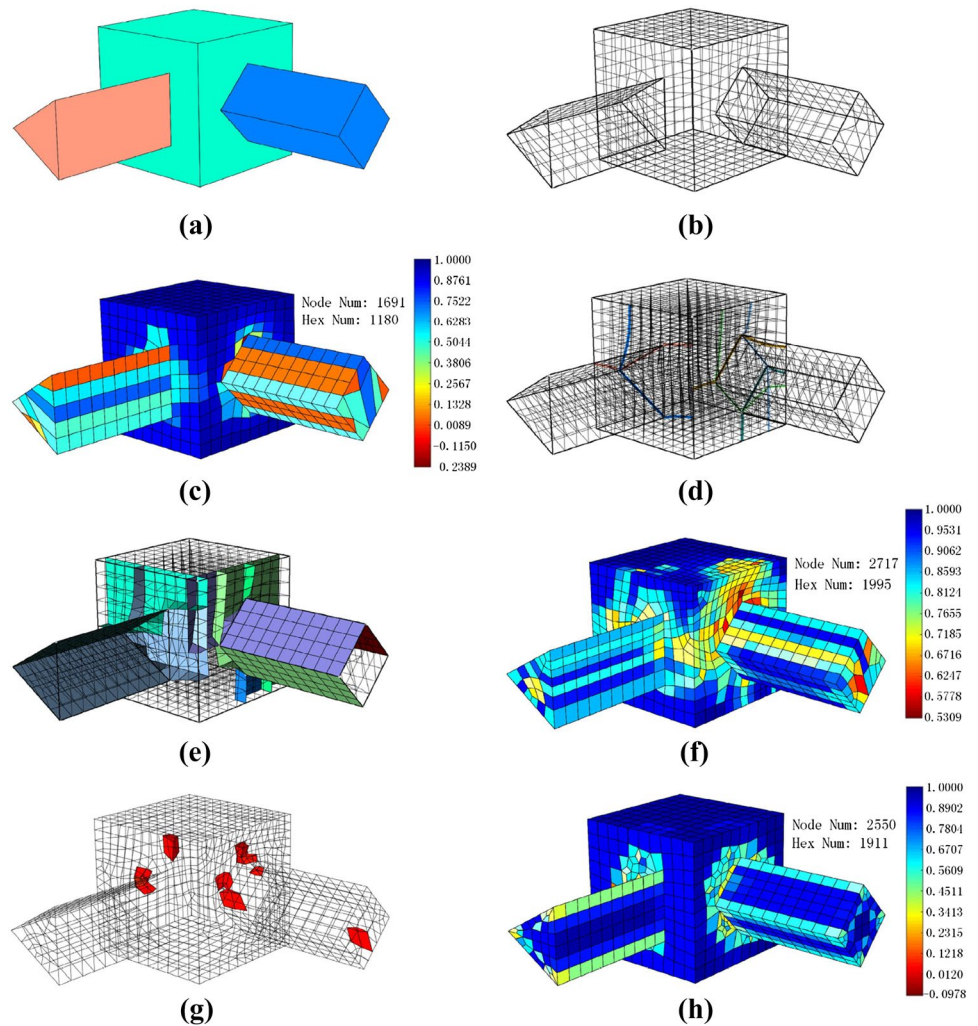 (a)
(b)
Node Num: 1691
Hex Num: 1180
1.0000
0.8761
0.7522
0.6283
0.5044
0.3806
0.2567
0.1328
0.0089
-0.1150
0.2389
(c)
(d)
(e)
Node Num: 2717
Hex Num: 1995
1.0000
0.9531
0.9062
0.8593
0.8124
0.7655
0.7185
0.6716
0.6247
0.5778
0.5309
(f)
(g)
Node Num: 2550
Hex Num: 1911
1.0000
0.8902
0.7804
0.6707
0.5609
0.4511
0.3413
0.2315
0.1218
0.0120
-0.0978
(h)